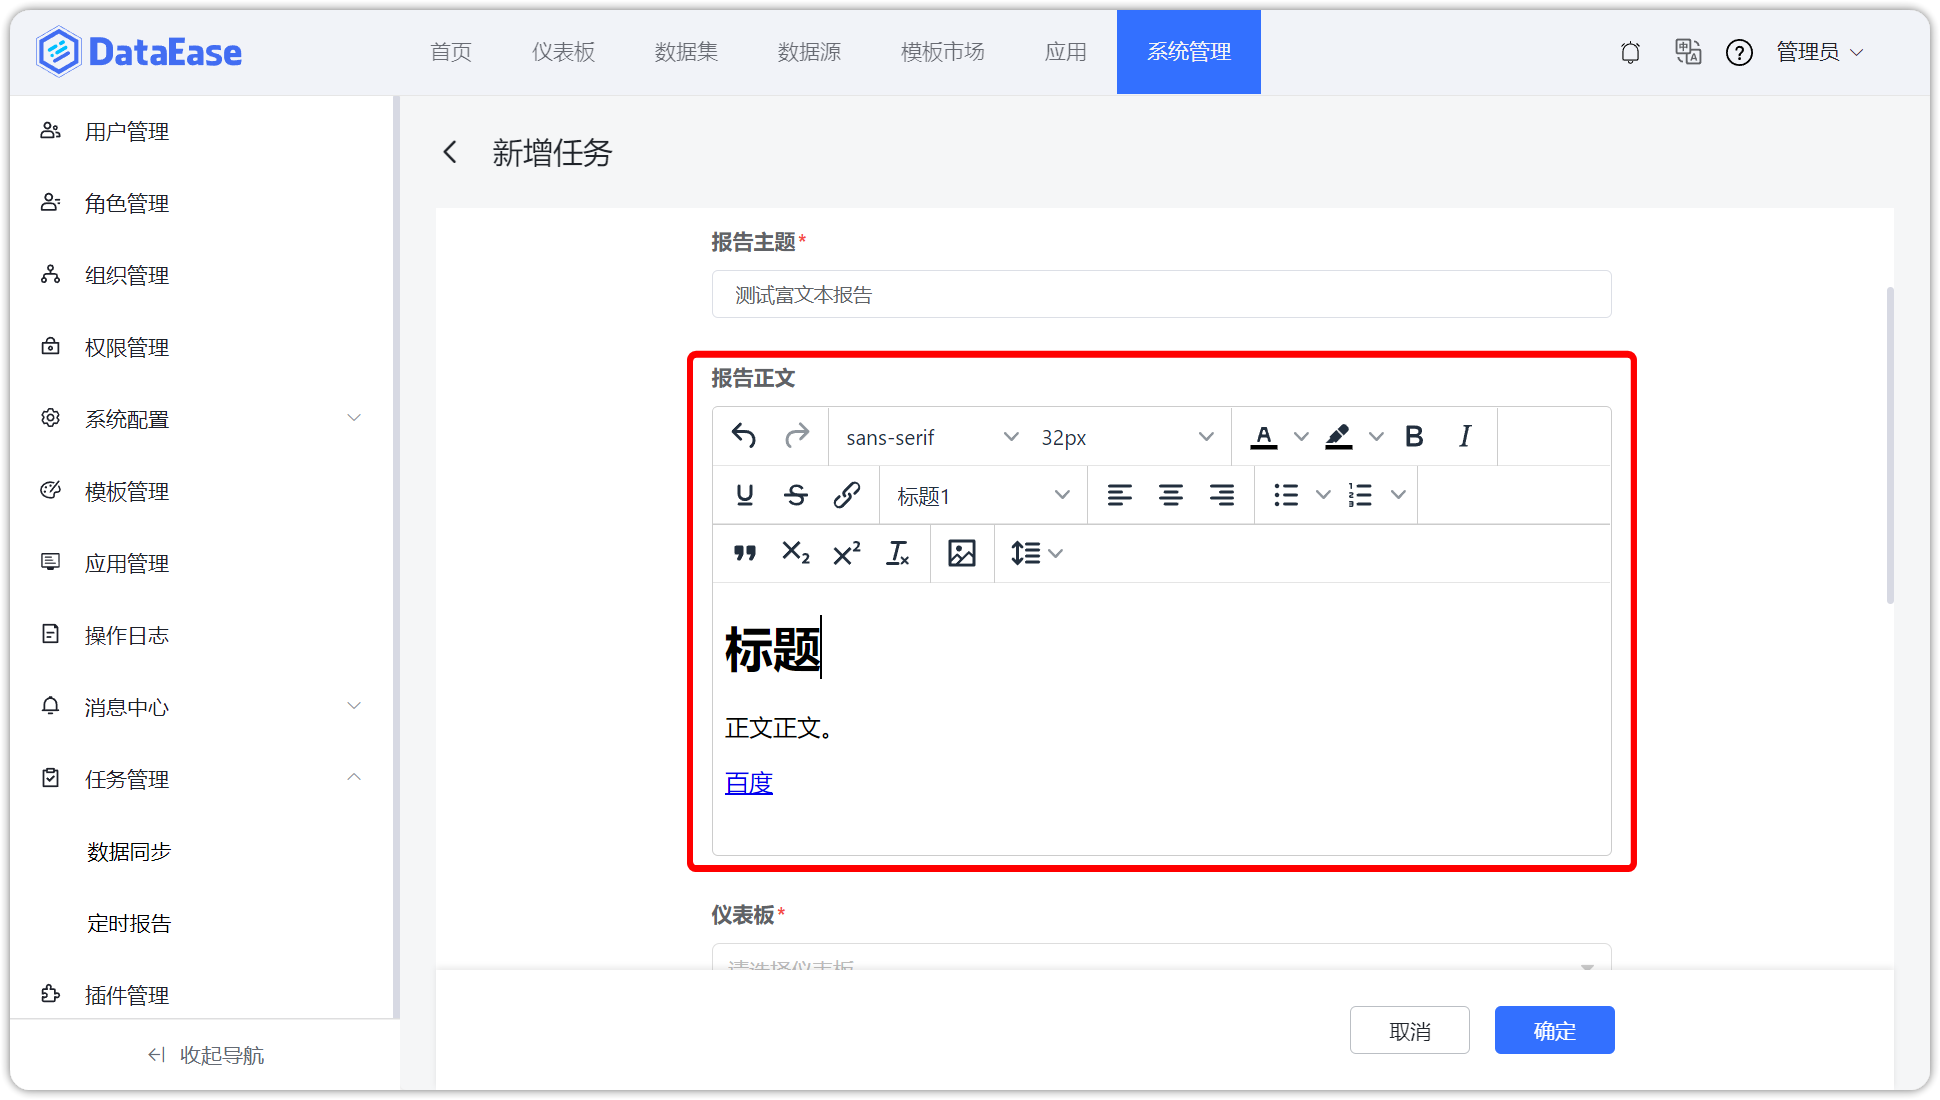 DataEase
首页
仪表板
数据集
数据源
模板市场
应用
系统管理
管理员
用户管理
角色管理
组织管理
权限管理
系统配置
模板管理
应用管理
操作日志
消息中心
任务管理
数据同步
定时报告
插件管理
收起导航
新增任务
报告主题*
测试富文本报告
报告正文
sans-serif
32px
标题1
标题
正文正文。
百度
仪表板*
请选择仪表板
取消
确定